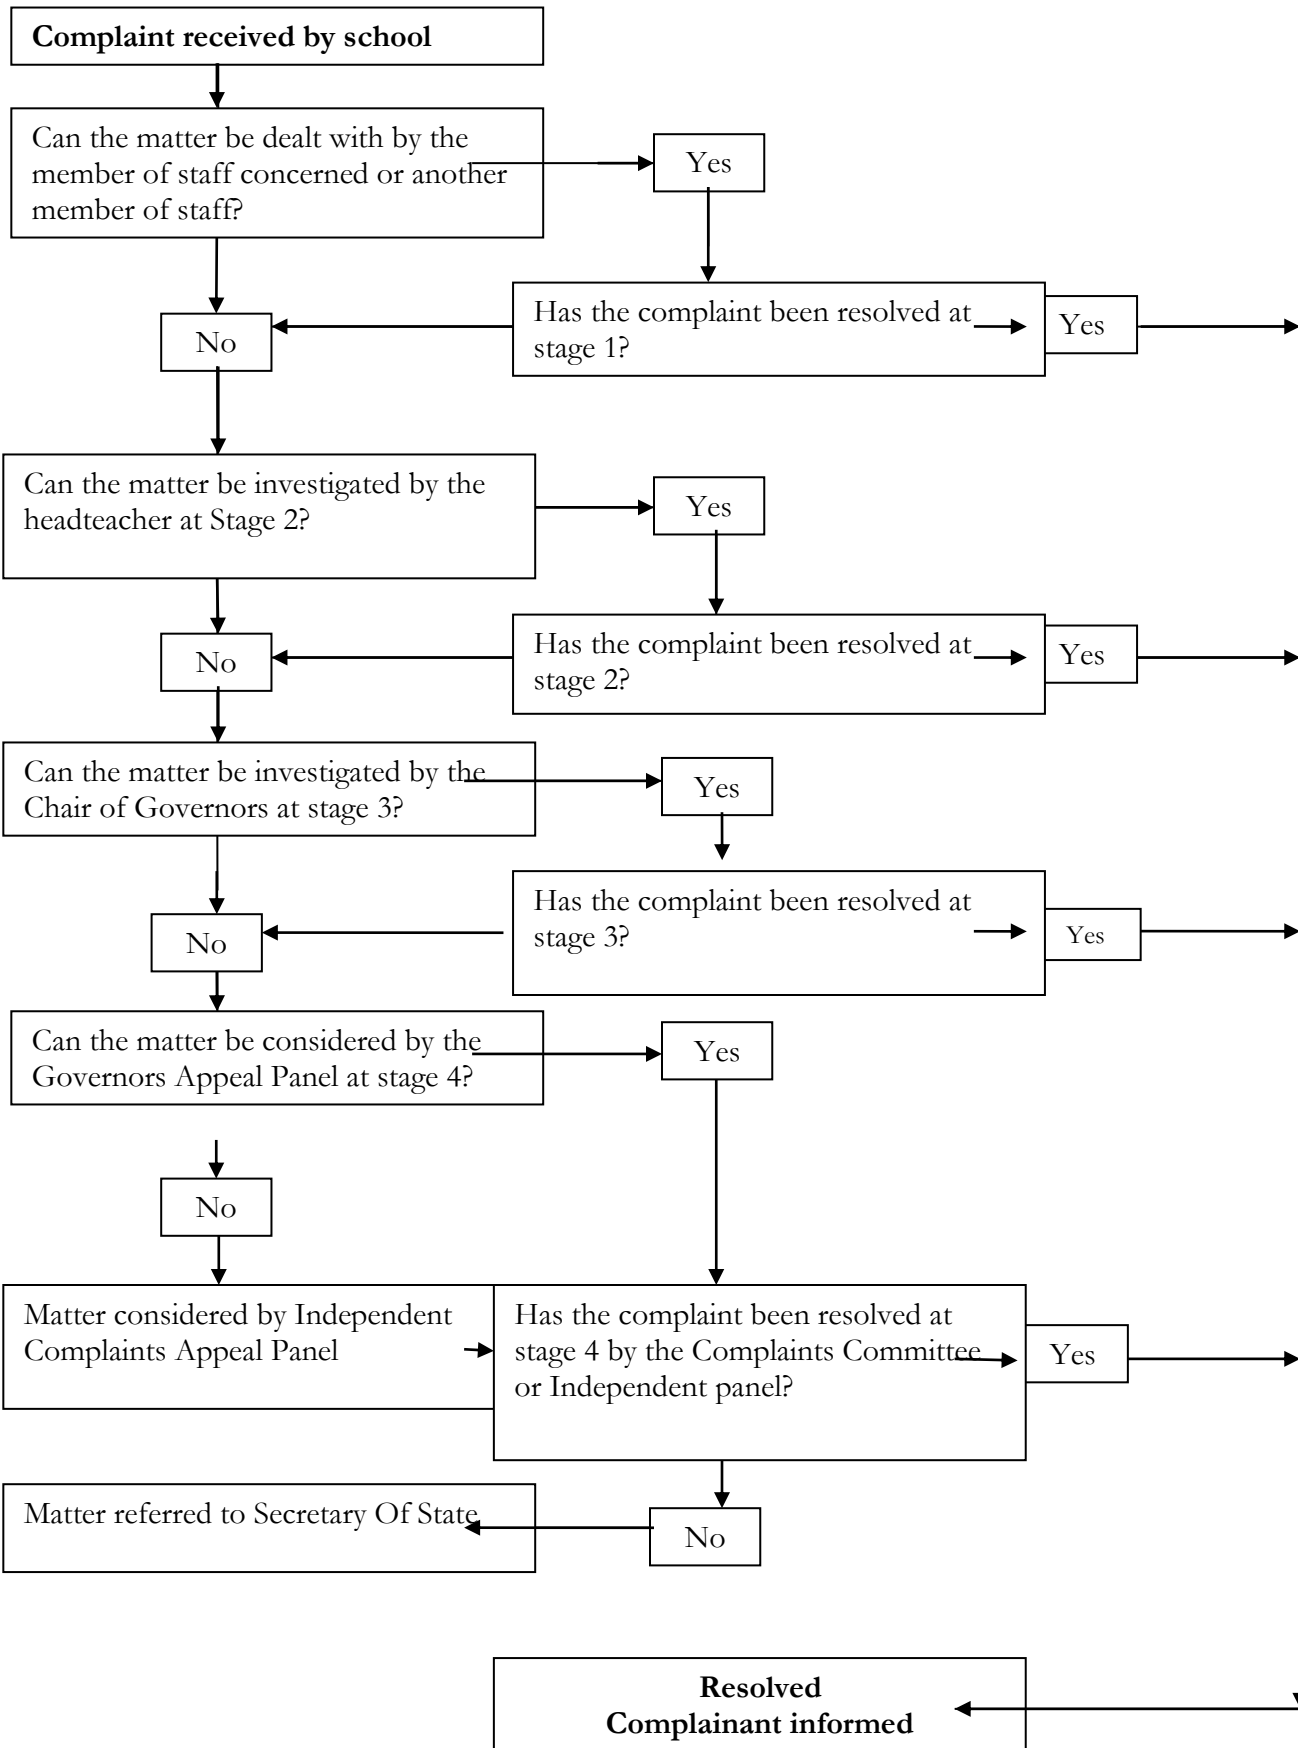 Complaint received by school
Can the matter be dealt with by the
member of staff concerned or another
member of staff?
Yes
Has the complaint been resolved at
stage 1?
Yes
No
Can the matter be investigated by the
headteacher at Stage 2?
Yes
Has the complaint been resolved at
stage 2?
Yes
No
Can the matter be investigated by the
Chair of Governors at stage 3?
Yes
Has the complaint been resolved at
stage 3?
Yes
No
Can the matter be considered by the
Governors Appeal Panel at stage 4?
Yes
No
Matter considered by Independent
Complaints Appeal Panel
Has the complaint been resolved at
stage 4 by the Complaints Committee
or Independent panel?
Yes
Matter referred to Secretary Of State
No
Resolved
Complainant informed